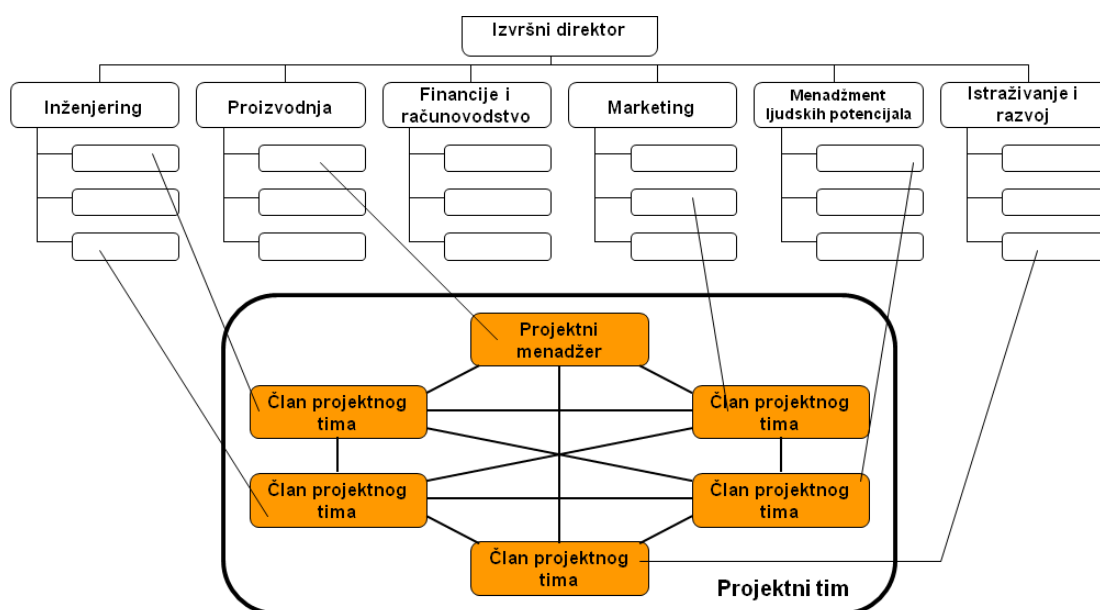 Izvršni direktor
Inženjering
Proizvodnja
Financije i
računovodstvo
Marketing
Menadžment
ljudskih potencijala
Istraživanje i
razvoj
Projektni
menadžer
Član projektnog
tima
Član projektnog
tima
Član projektnog
tima
Član projektnog
tima
Član projektnog
tima
Projektni tim